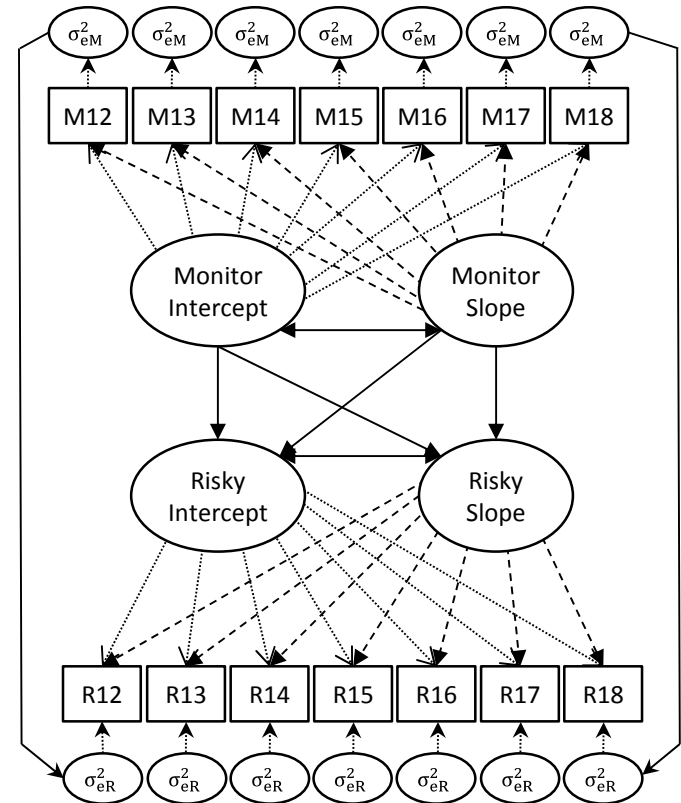 σ²eM σ²eM σ²eM σ²eM σ²eM σ²eM σ²eM
M12 M13 M14 M15 M16 M17 M18
Monitor
Intercept
Monitor
Slope
Risky
Intercept
Risky
Slope
R12 R13 R14 R15 R16 R17 R18
σ²eR σ²eR σ²eR σ²eR σ²eR σ²eR σ²eR